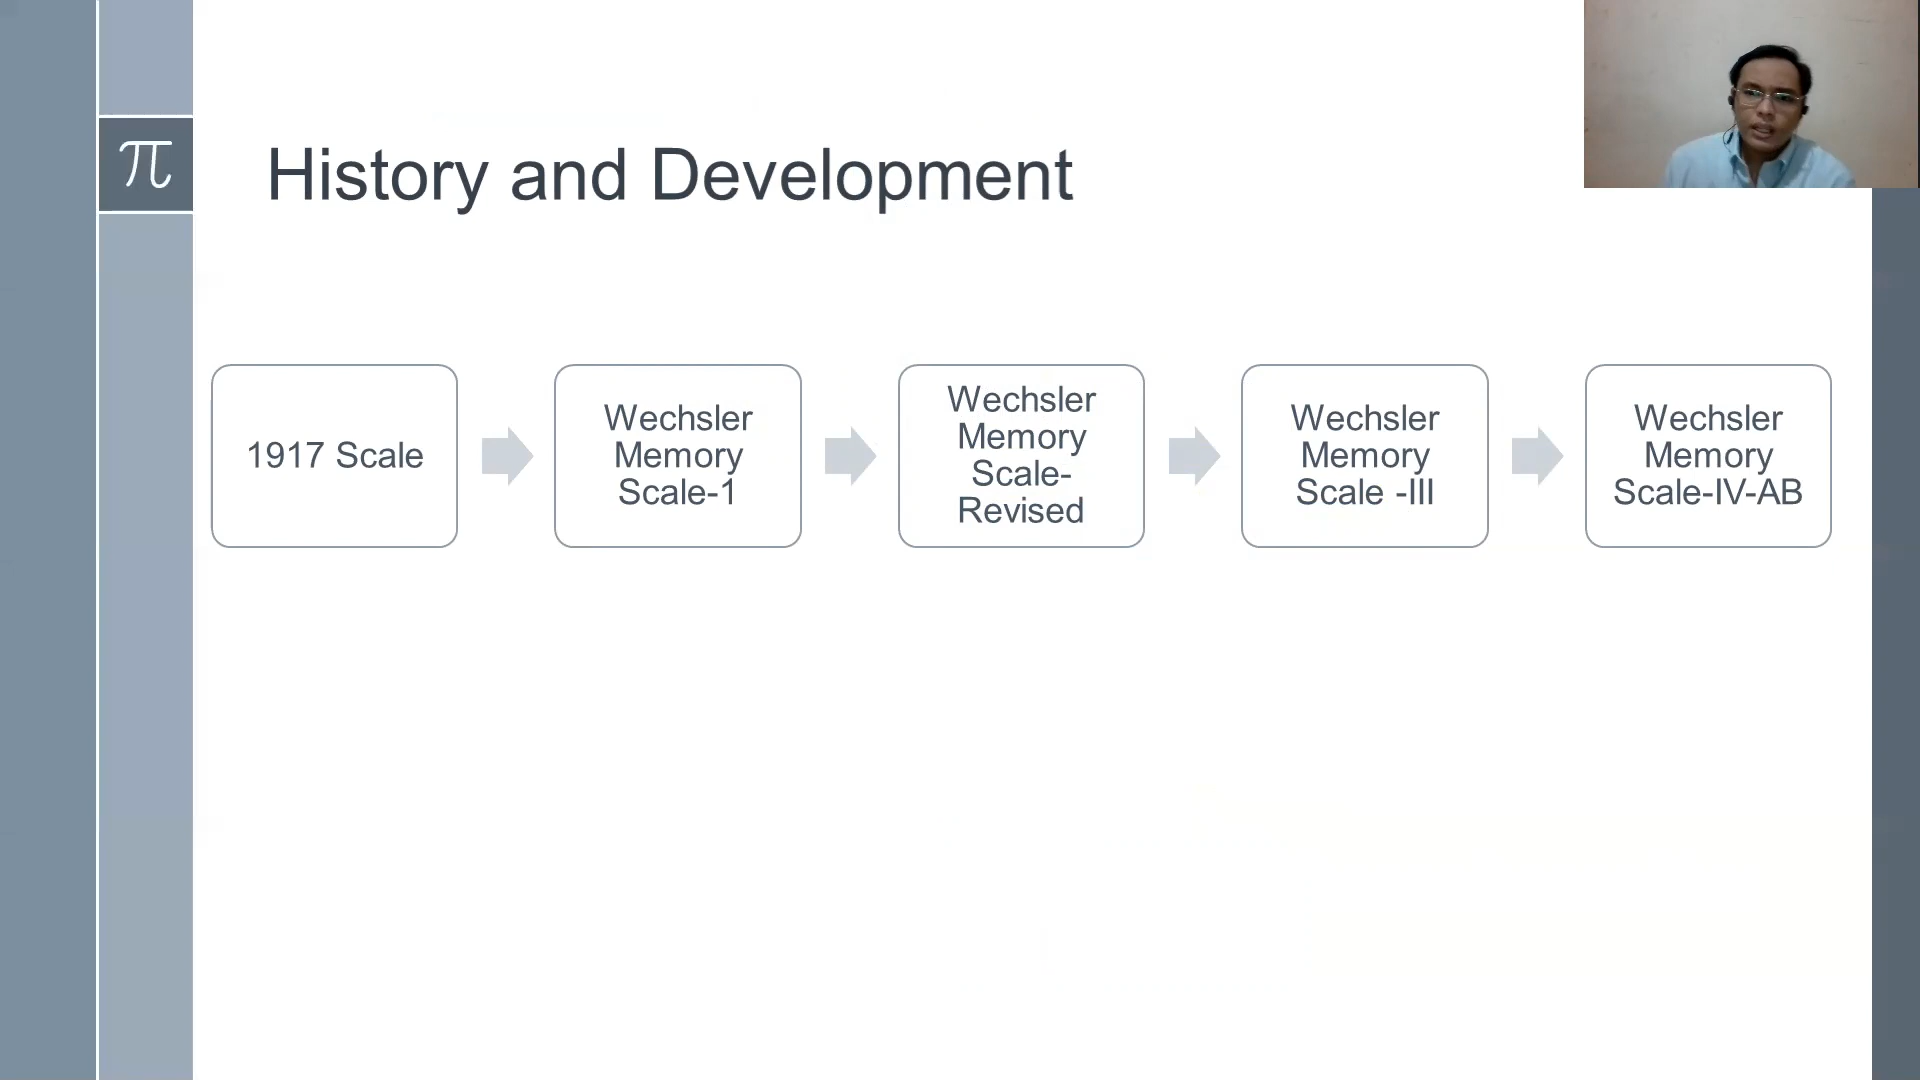 π
History and Development
1917 Scale
Wechsler
Memory
Scale-1
Wechsler
Memory
Scale-
Revised
Wechsler
Memory
Scale -III
Wechsler
Memory
Scale-IV-AB